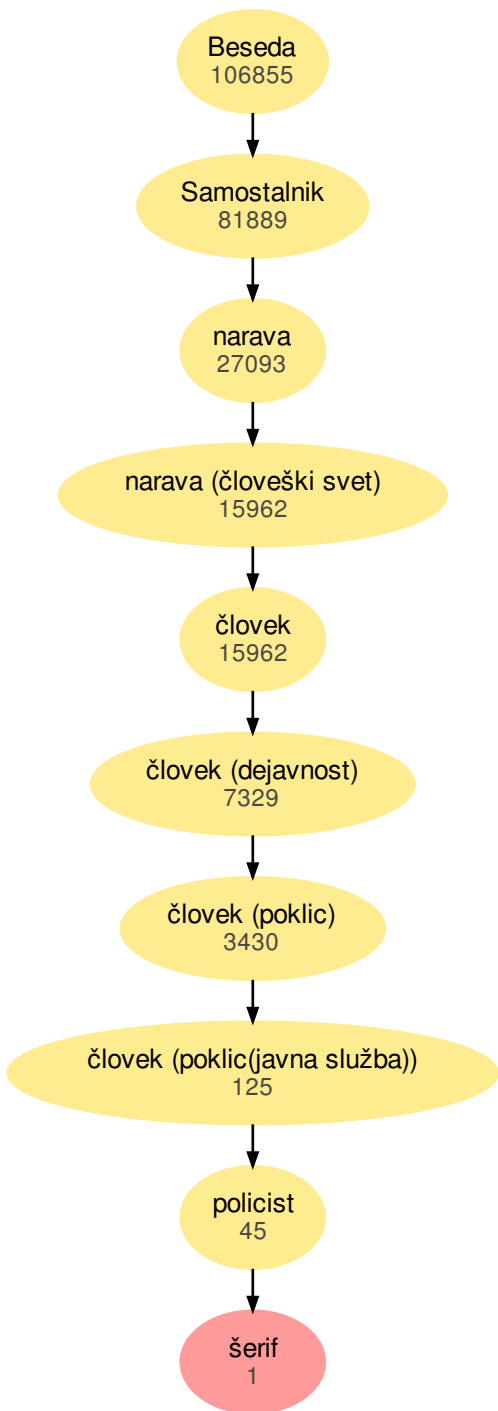 Beseda
106855
Samostalnik
81889
narava
27093
narava (človeški svet)
15962
človek
15962
človek (dejavnost)
7329
človek (poklic)
3430
človek (poklic(javna služba))
125
policist
45
šerif
1